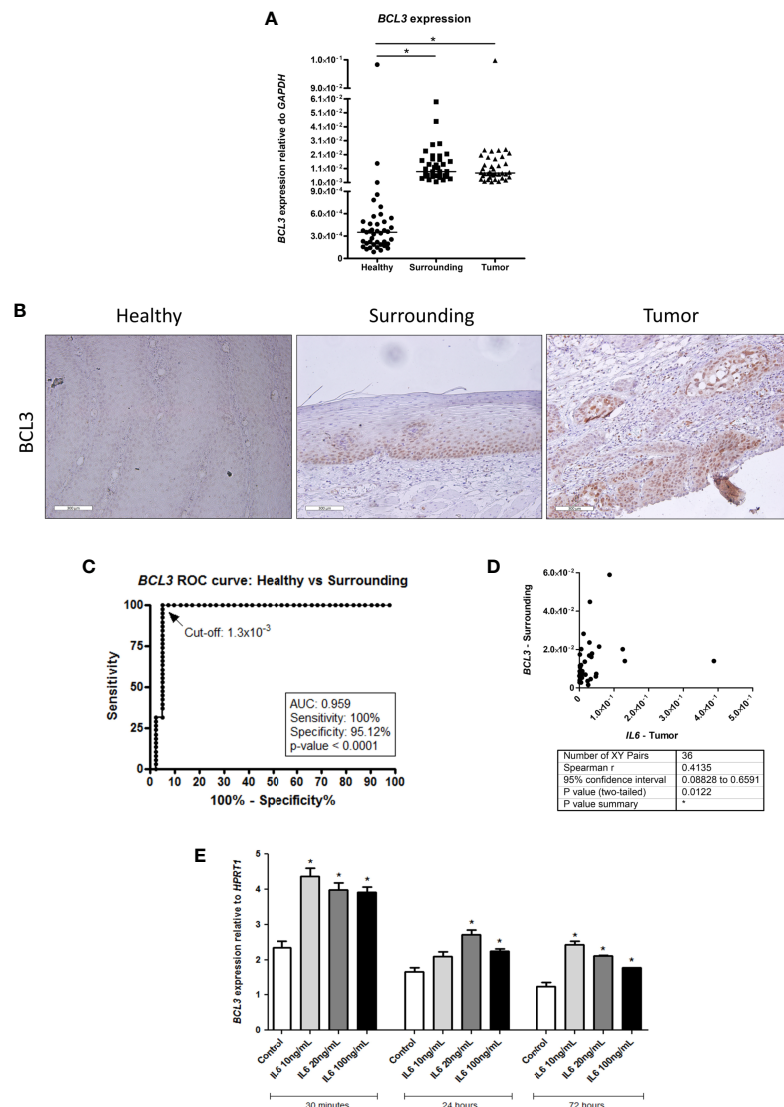 A
BCL3 expression
*
*
BCL3 expression relative do GAPDH
1.0×10⁻¹
8.0×10⁻²
6.1×10⁻²
5.1×10⁻²
4.1×10⁻²
3.1×10⁻²
2.1×10⁻²
1.1×10⁻²
1.0×10⁻³
9.0×10⁻⁴
6.0×10⁻⁴
3.0×10⁻⁴
0
Healthy Surrounding Tumor
B
Healthy Surrounding Tumor
BCL3
C
BCL3 ROC curve: Healthy vs Surrounding
Sensitivity
100
75
50
25
0
Cut-off: 1.3x10⁻³
AUC: 0.959
Sensitivity: 100%
Specificity: 95.12%
p-value < 0.0001
0 10 20 30 40 50 60 70 80 90 100
100% - Specificity%
D
BCL3 - Surrounding
6.0×10⁻²
4.0×10⁻²
2.0×10⁻²
0
0 1.0×10⁻¹ 2.0×10⁻¹ 3.0×10⁻¹ 4.0×10⁻¹ 5.0×10⁻¹
IL6 - Tumor
Number of XY Pairs 36
Spearman r 0.4135
95% confidence interval 0.08828 to 0.6591
P value (two-tailed) 0.0122
P value summary *
E
BCL3 expression relative to HPRT1
5
4
3
2
1
0
* * * * * * * *
Control IL6 10ng/mL IL6 20ng/mL IL6 100ng/mL Control IL6 10ng/mL IL6 20ng/mL IL6 100ng/mL Control IL6 10ng/mL IL6 20ng/mL IL6 100ng/mL
30 minutes 24 hours 72 hours